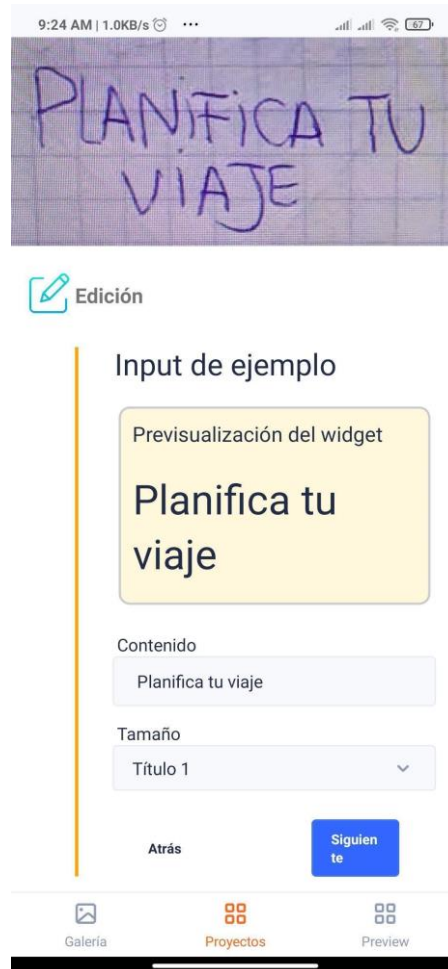 9:24 AM | 1.0KB/s ...
67
PLANIFICA TU
VIAJE
Edición
Input de ejemplo
Previsualización del widget
Planifica tu
viaje
Contenido
Planifica tu viaje
Tamaño
Título 1
Atrás
Siguien
te
Galería
Proyectos
Preview